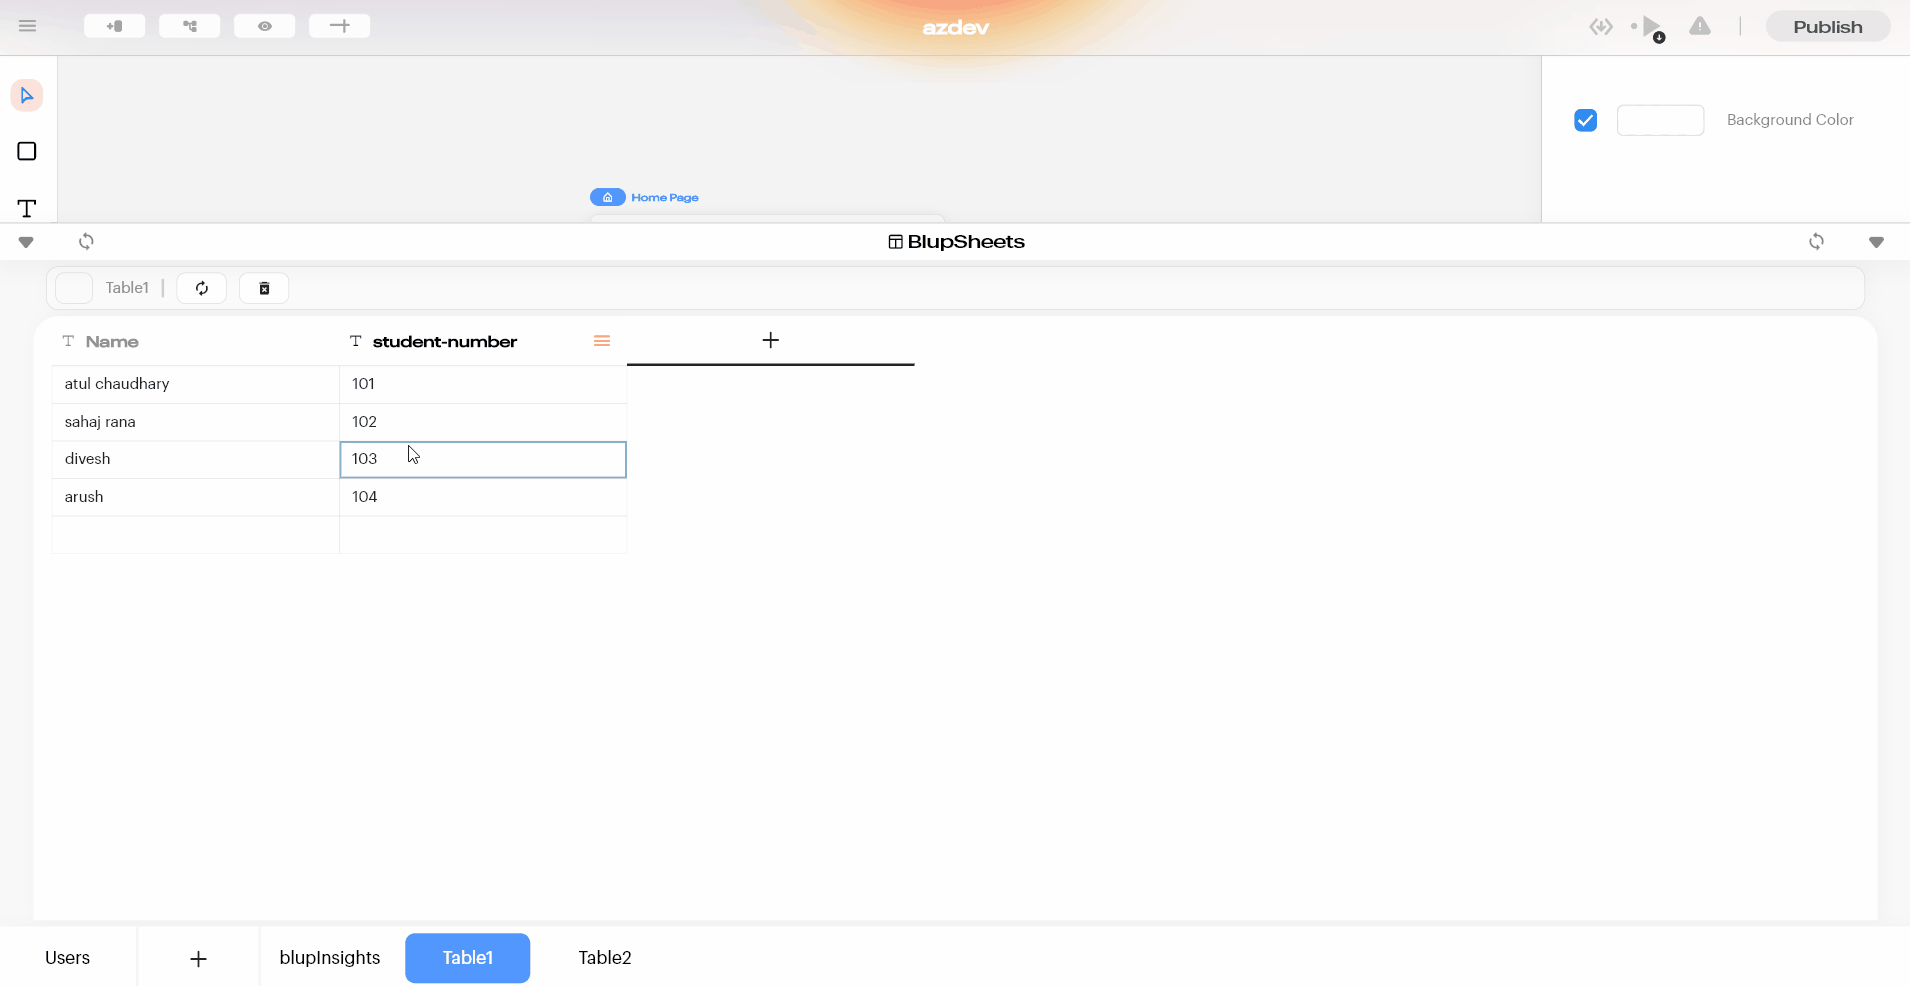 azdev
Publish
Background Color
Home Page
BlupSheets
Table1
Name student-number
atul chaudhary 101
sahaj rana 102
divesh 103
arush 104
Users + blupInsights Table1 Table2